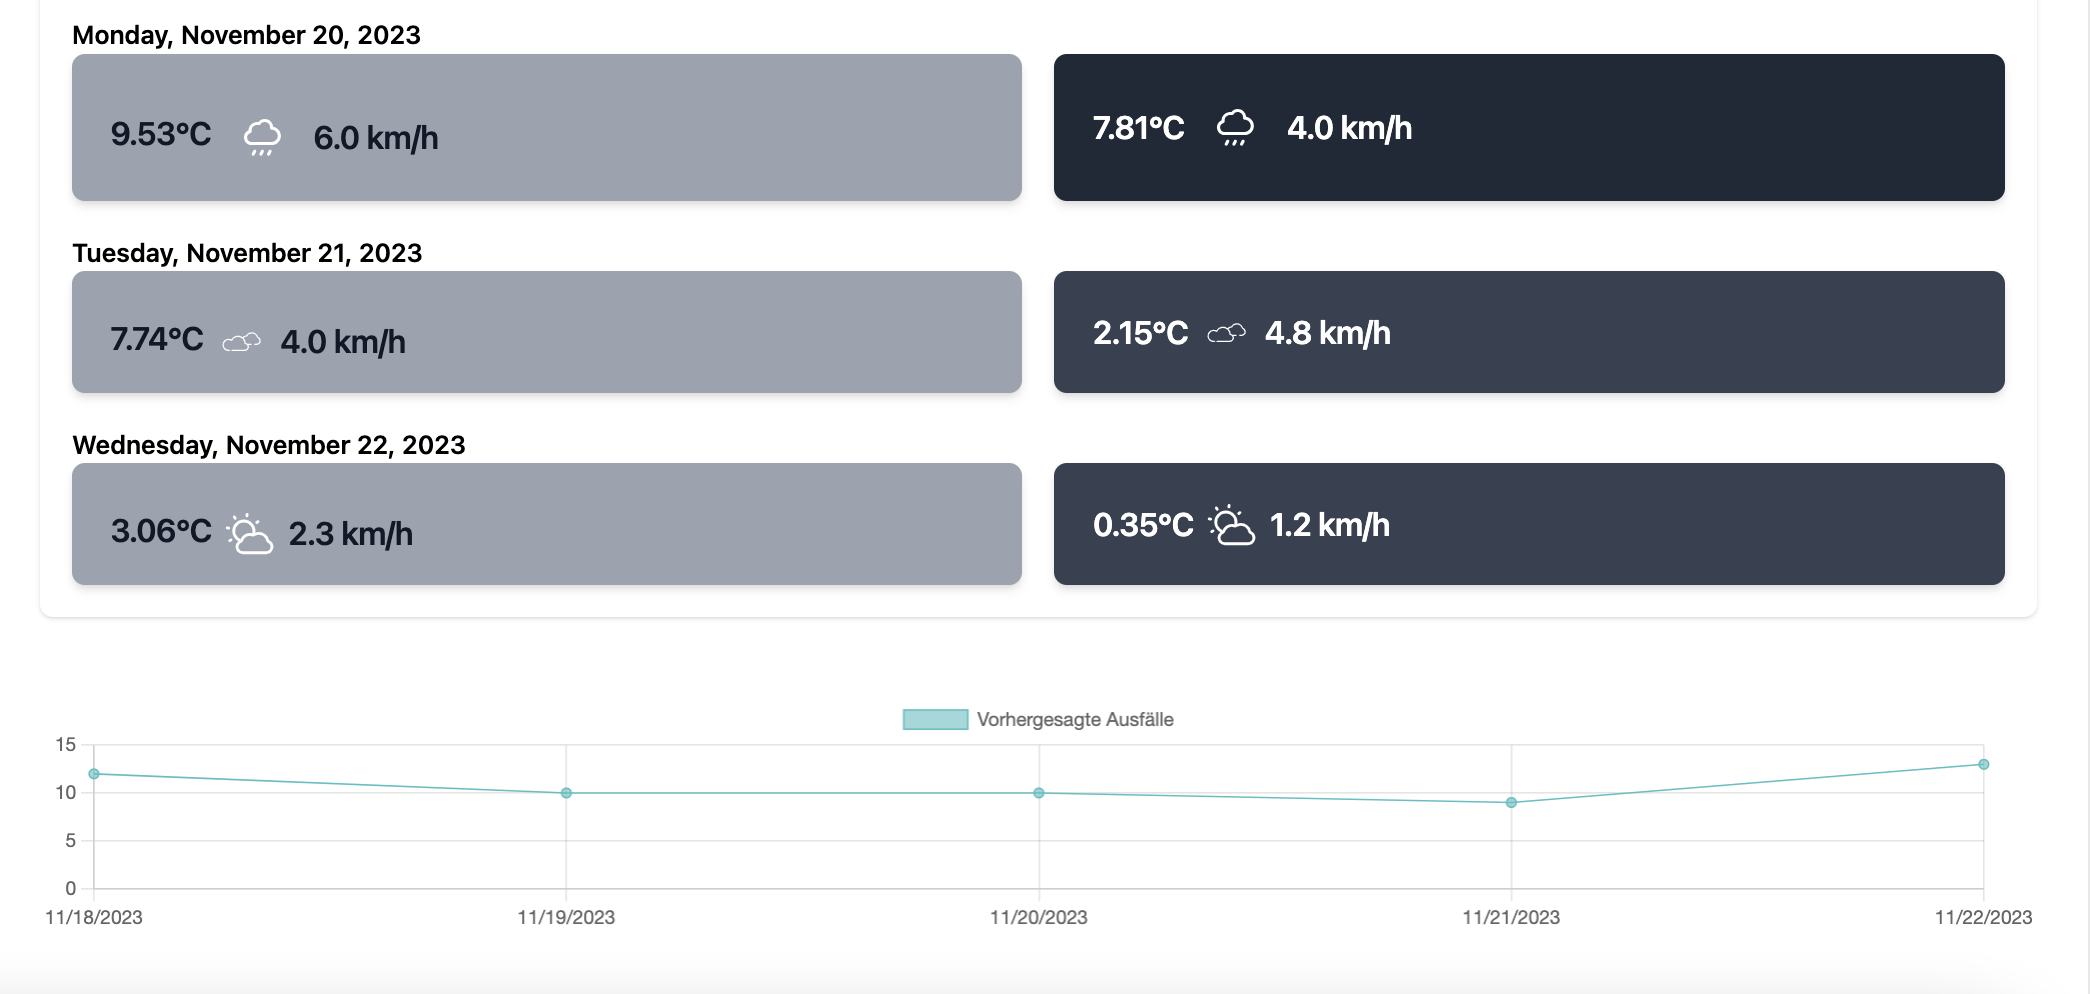 Monday, November 20, 2023
9.53°C 6.0 km/h
7.81°C 4.0 km/h
Tuesday, November 21, 2023
7.74°C 4.0 km/h
2.15°C 4.8 km/h
Wednesday, November 22, 2023
3.06°C 2.3 km/h
0.35°C 1.2 km/h
Vorhergesagte Ausfälle
15
10
5
0
11/18/2023 11/19/2023 11/20/2023 11/21/2023 11/22/2023